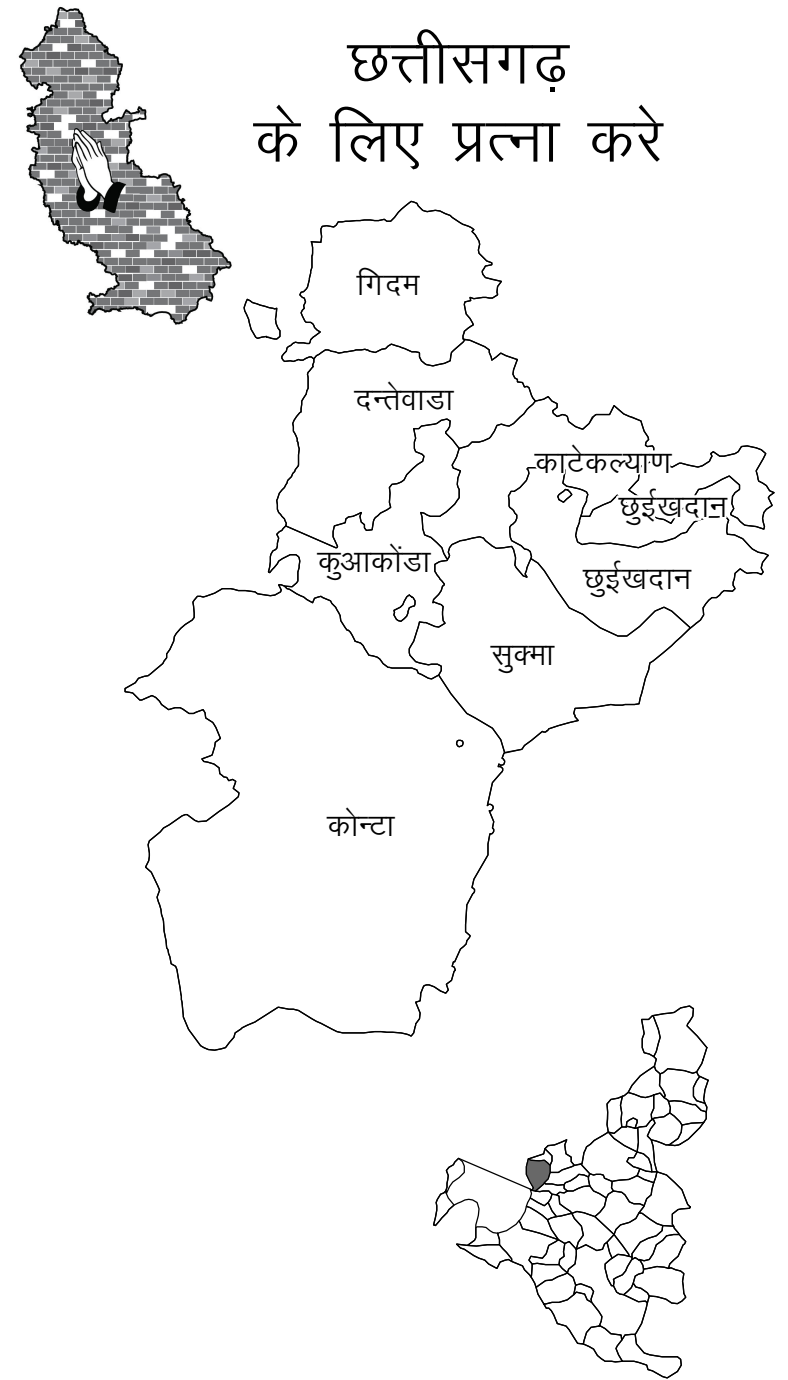 छत्तीसगढ़
के लिए प्रत्ना करे
गिदम
दन्तेवाडा
काटेकल्याण
छुईखदान
कुआकोंडा
छुईखदान
सुक्मा
कोन्टा